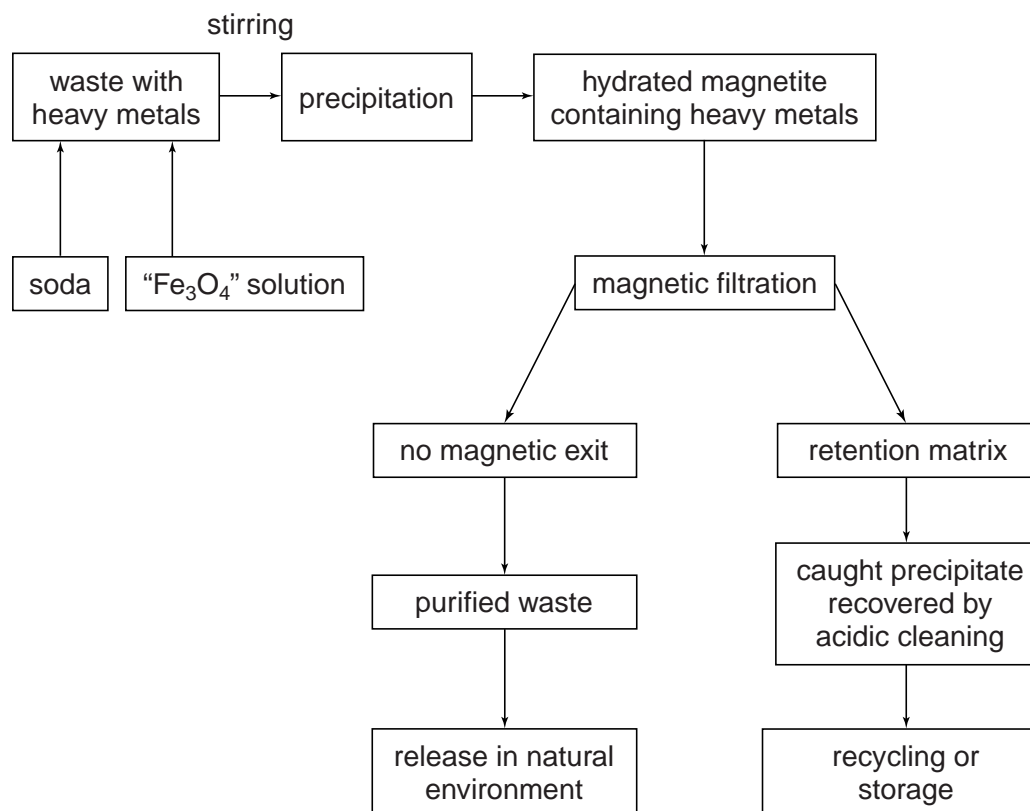 stirring
waste with
heavy metals
precipitation
hydrated magnetite
containing heavy metals
soda
“Fe₃O₄” solution
magnetic filtration
no magnetic exit
retention matrix
purified waste
caught precipitate
recovered by
acidic cleaning
release in natural
environment
recycling or
storage